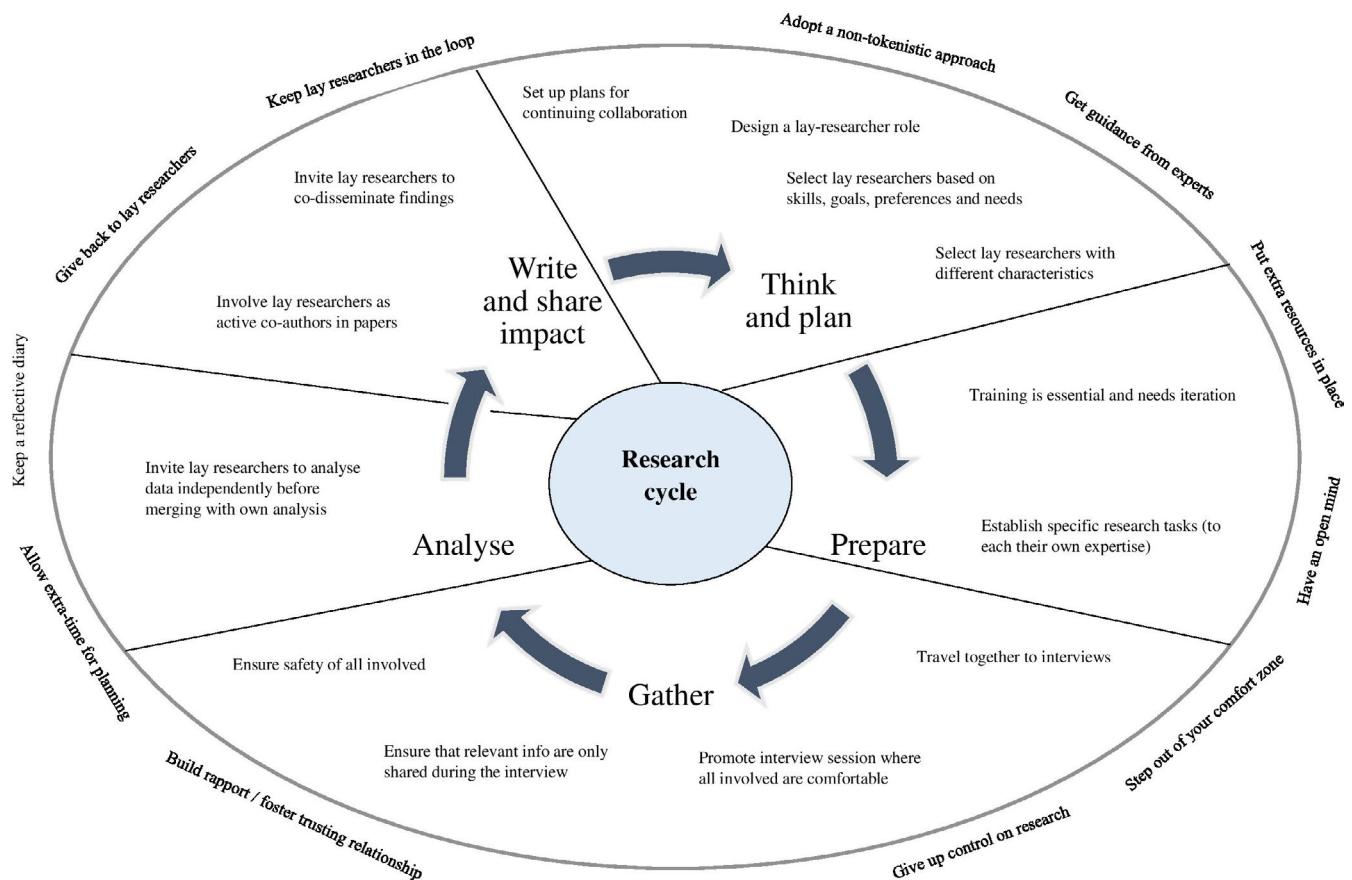 Adopt a non-tokenistic approach
Get guidance from experts
Put extra resources in place
Have an open mind
Step out of your comfort zone
Give up control on research
Build rapport / foster trusting relationship
Allow extra-time for planning
Keep a reflective diary
Give back to lay researchers
Keep lay researchers in the loop
Set up plans for
continuing collaboration
Design a lay-researcher role
Select lay researchers based on
skills, goals, preferences and needs
Select lay researchers with
different characteristics
Think
and plan
Training is essential and needs iteration
Establish specific research tasks (to
each their own expertise)
Prepare
Travel together to interviews
Promote interview session where
all involved are comfortable
Ensure that relevant info are only
shared during the interview
Ensure safety of all involved
Gather
Invite lay researchers to analyse
data independently before
merging with own analysis
Analyse
Involve lay researchers as
active co-authors in papers
Invite lay researchers to
co-disseminate findings
Write
and share
impact
Research
cycle